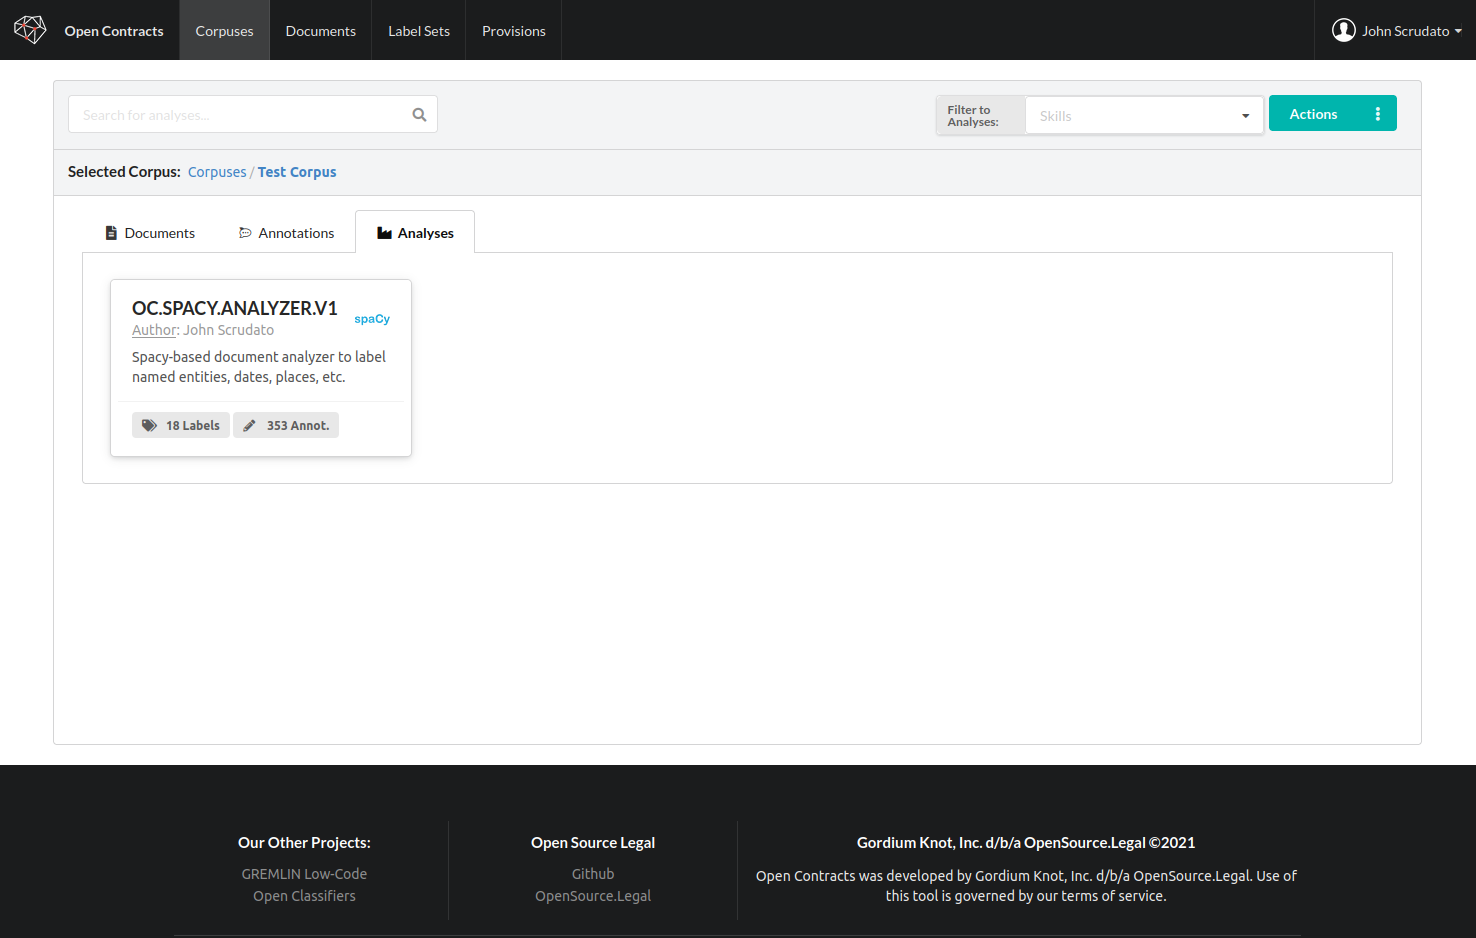 Open Contracts Corpuses Documents Label Sets Provisions John Scrudato
Search for analyses...
Filter to
Analyses:
Skills
Actions
Selected Corpus: Corpuses / Test Corpus
Documents Annotations Analyses
OC.SPACY.ANALYZER.V1
spaCy
Author: John Scrudato
Spacy-based document analyzer to label
named entities, dates, places, etc.
18 Labels 353 Annot.
Our Other Projects:
GREMLIN Low-Code
Open Classifiers
Open Source Legal
Github
OpenSource.Legal
Gordium Knot, Inc. d/b/a OpenSource.Legal ©2021
Open Contracts was developed by Gordium Knot, Inc. d/b/a OpenSource.Legal. Use of
this tool is governed by our terms of service.